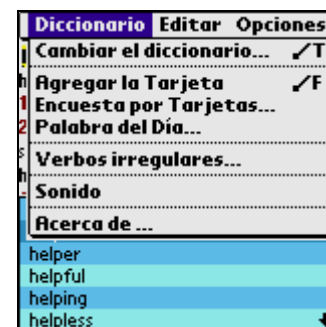 Diccionario Editar Opciones
Cambiar el diccionario... ✓T
Agregar la Tarjeta ✓F
Encuesta por Tarjetas...
Palabra del Día...
Verbos irregulares...
Sonido
Acerca de ...
helper
helpful
helping
helpless